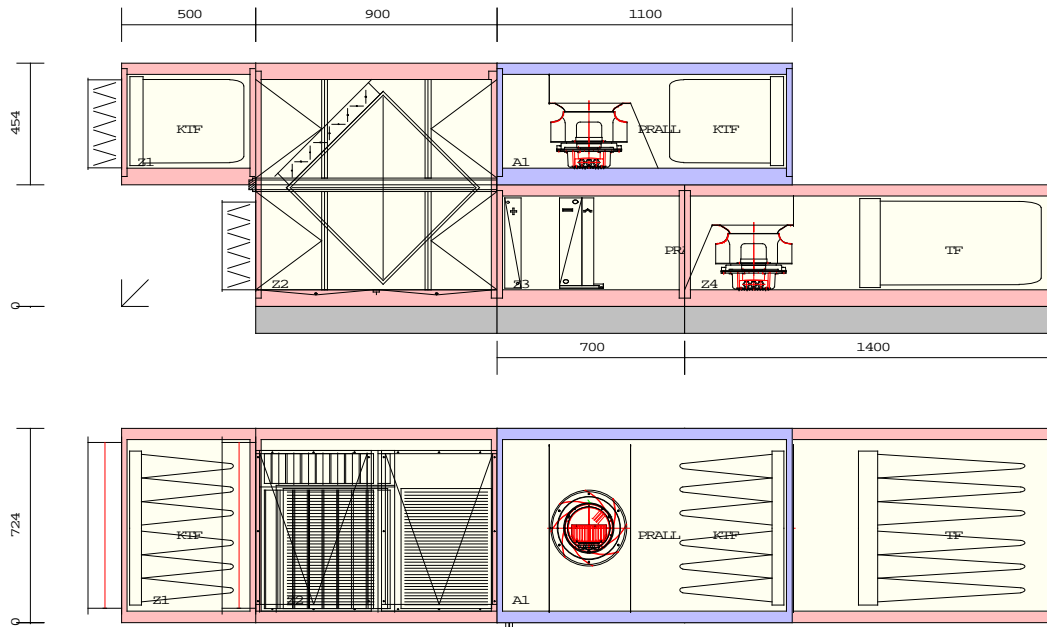 500 900 1100
454
KTF PRALL KTF
Z1 A1
PRA TF
Z2 Z3 Z4
0
700 1400
724
KTF PRALL KTF TF
Z1 Z2 A1
0